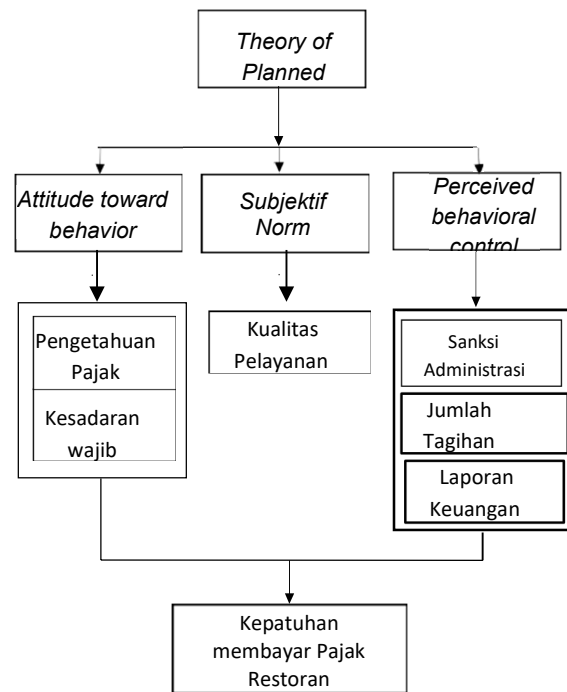 Theory of
Planned
Attitude toward
behavior
Subjektif
Norm
Perceived
behavioral
control
Pengetahuan
Pajak
Kesadaran
wajib
Kualitas
Pelayanan
Sanksi
Administrasi
Jumlah
Tagihan
Laporan
Keuangan
Kepatuhan
membayar Pajak
Restoran